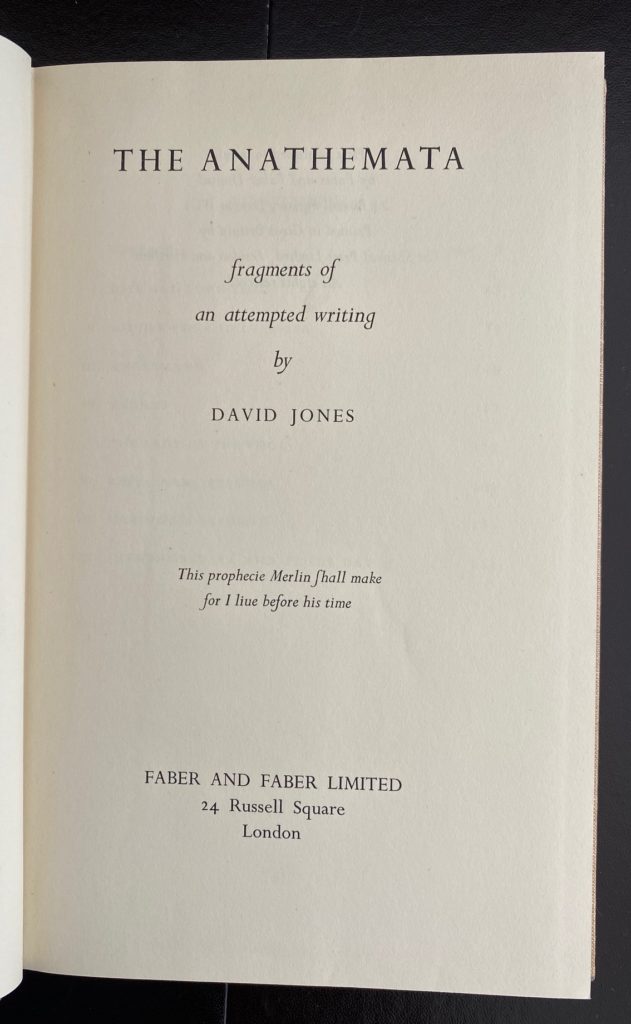 THE ANATHEMATA
fragments of
an attempted writing
by
DAVID JONES
This prophecie Merlin ſhall make
for I liue before his time
FABER AND FABER LIMITED
24 Russell Square
London